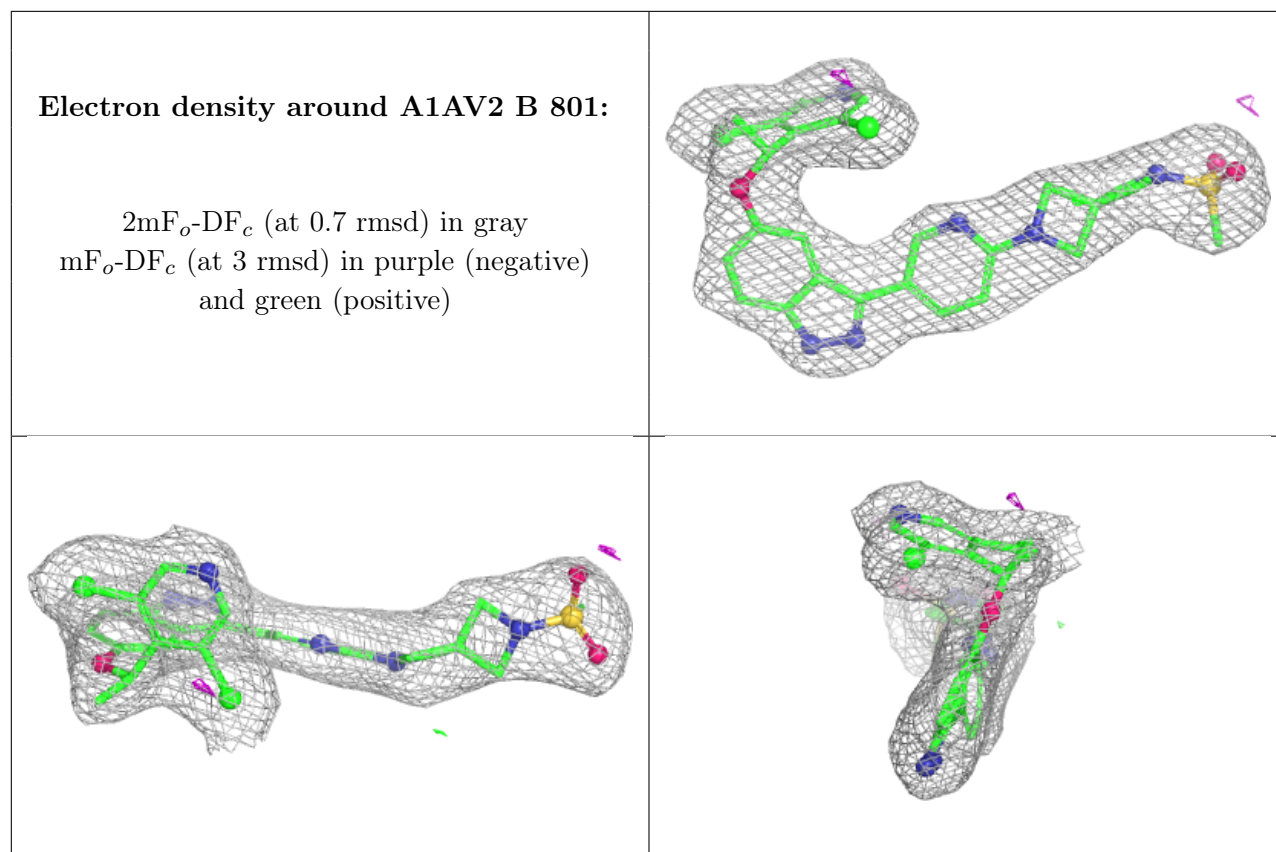 Electron density around A1AV2 B 801:
2mFo-DFc (at 0.7 rmsd) in gray
mFo-DFc (at 3 rmsd) in purple (negative)
and green (positive)